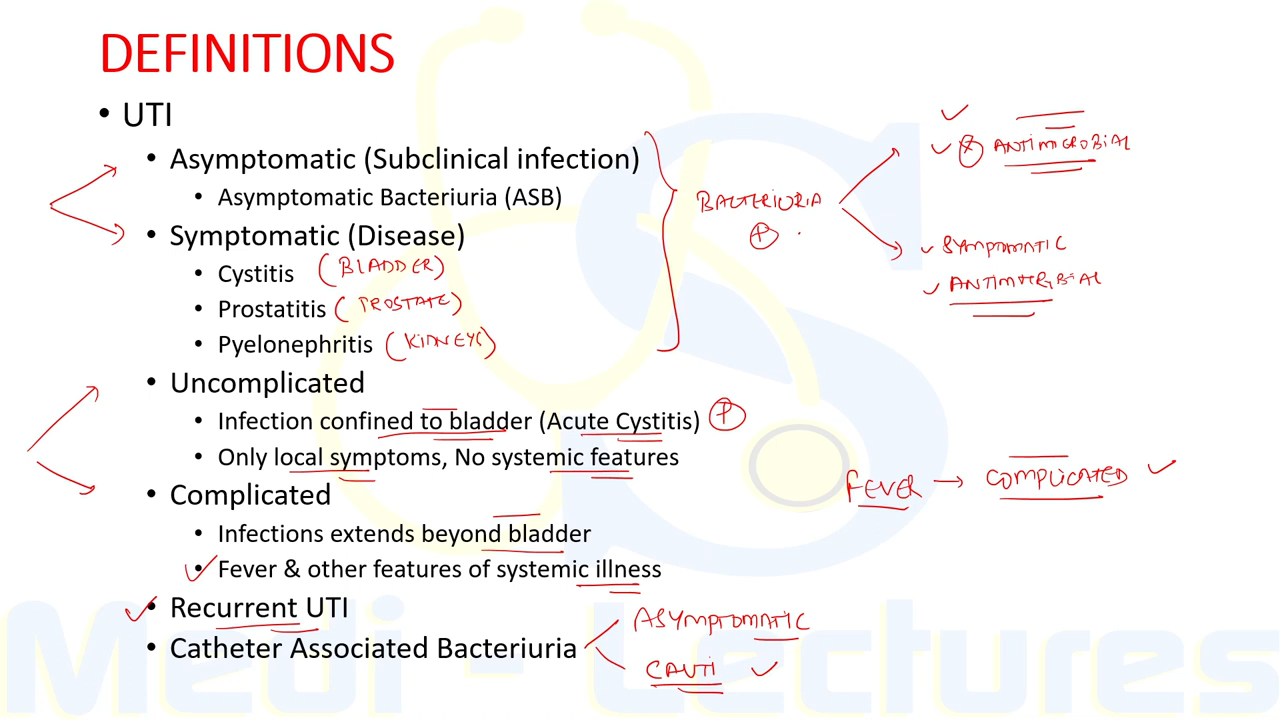 DEFINITIONS
• UTI
• Asymptomatic (Subclinical infection)
• Asymptomatic Bacteriuria (ASB)
• Symptomatic (Disease)
• Cystitis (BLADDER)
• Prostatitis (PROSTATE)
• Pyelonephritis (KIDNEYS)
BACTERIURIA
+
ANTIMICROBIAL
SYMPTOMATIC
ANTIMICROBIAL
• Uncomplicated
• Infection confined to bladder (Acute Cystitis) +
• Only local symptoms, No systemic features
• Complicated
• Infections extends beyond bladder
• Fever & other features of systemic illness
FEVER → COMPLICATED
• Recurrent UTI
• Catheter Associated Bacteriuria
ASYMPTOMATIC
CAUTI
Medi - Lectures